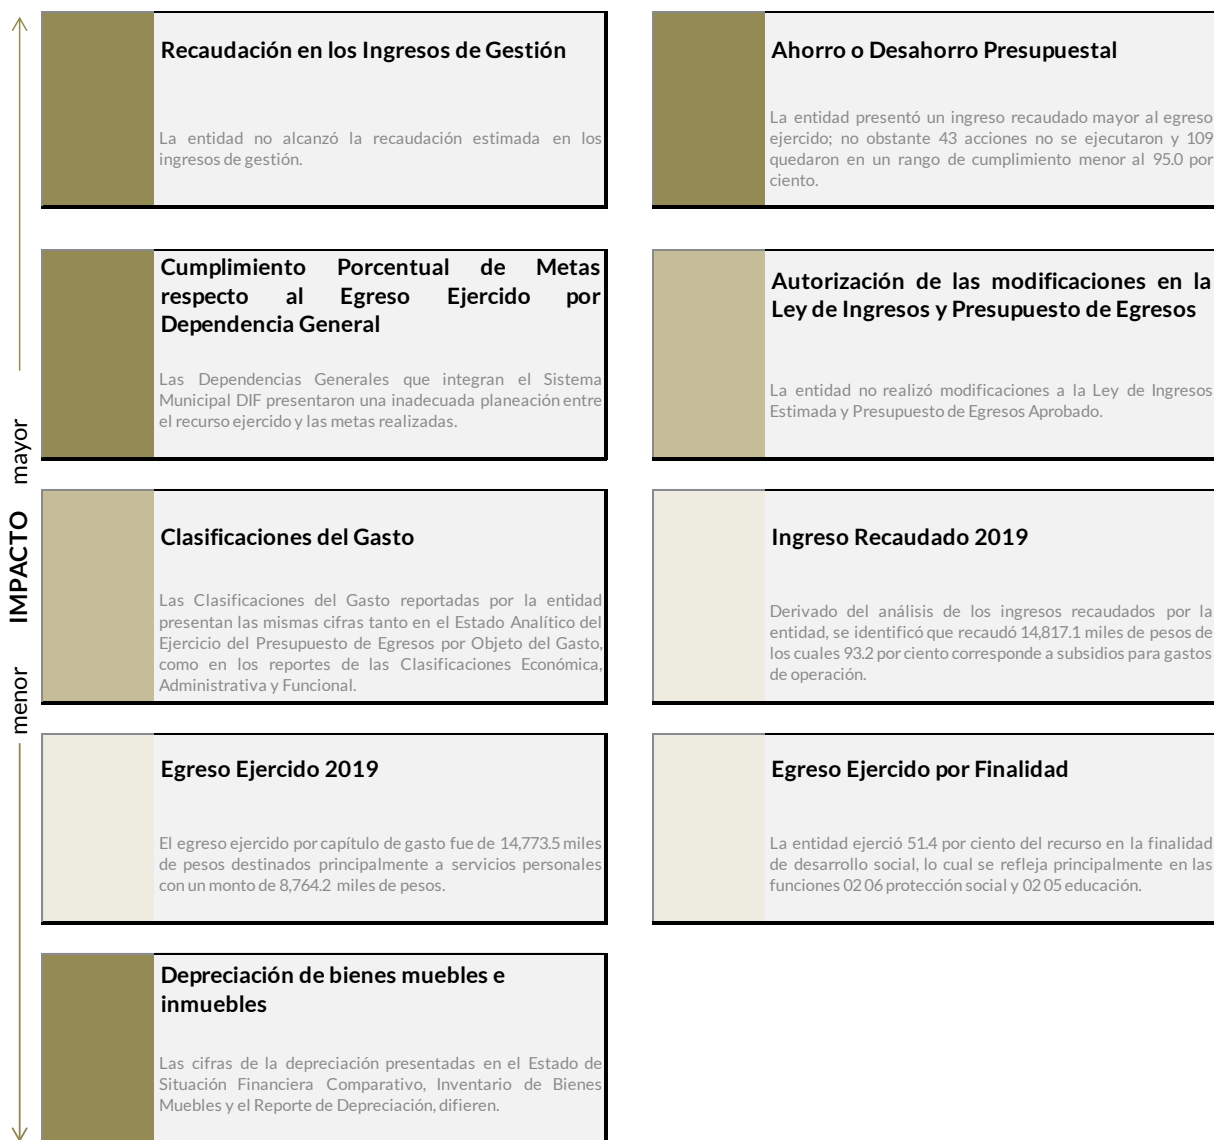 Recaudación en los Ingresos de Gestión
La entidad no alcanzó la recaudación estimada en los
ingresos de gestión.
Ahorro o Desahorro Presupuestal
La entidad presentó un ingreso recaudado mayor al egreso
ejercido; no obstante 43 acciones no se ejecutaron y 109
quedaron en un rango de cumplimiento menor al 95.0 por
ciento.
Cumplimiento Porcentual de Metas
respecto al Egreso Ejercido por
Dependencia General
Las Dependencias Generales que integran el Sistema
Municipal DIF presentaron una inadecuada planeación entre
el recurso ejercido y las metas realizadas.
Autorización de las modificaciones en la
Ley de Ingresos y Presupuesto de Egresos
La entidad no realizó modificaciones a la Ley de Ingresos
Estimada y Presupuesto de Egresos Aprobado.
menor IMPACTO mayor
Clasificaciones del Gasto
Las Clasificaciones del Gasto reportadas por la entidad
presentan las mismas cifras tanto en el Estado Analítico del
Ejercicio del Presupuesto de Egresos por Objeto del Gasto,
como en los reportes de las Clasificaciones Económica,
Administrativa y Funcional.
Ingreso Recaudado 2019
Derivado del análisis de los ingresos recaudados por la
entidad, se identificó que recaudó 14,817.1 miles de pesos de
los cuales 93.2 por ciento corresponde a subsidios para gastos
de operación.
Egreso Ejercido 2019
El egreso ejercido por capítulo de gasto fue de 14,773.5 miles
de pesos destinados principalmente a servicios personales
con un monto de 8,764.2 miles de pesos.
Egreso Ejercido por Finalidad
La entidad ejerció 51.4 por ciento del recurso en la finalidad
de desarrollo social, lo cual se refleja principalmente en las
funciones 02 06 protección social y 02 05 educación.
Depreciación de bienes muebles e
inmuebles
Las cifras de la depreciación presentadas en el Estado de
Situación Financiera Comparativo, Inventario de Bienes
Muebles y el Reporte de Depreciación, difieren.